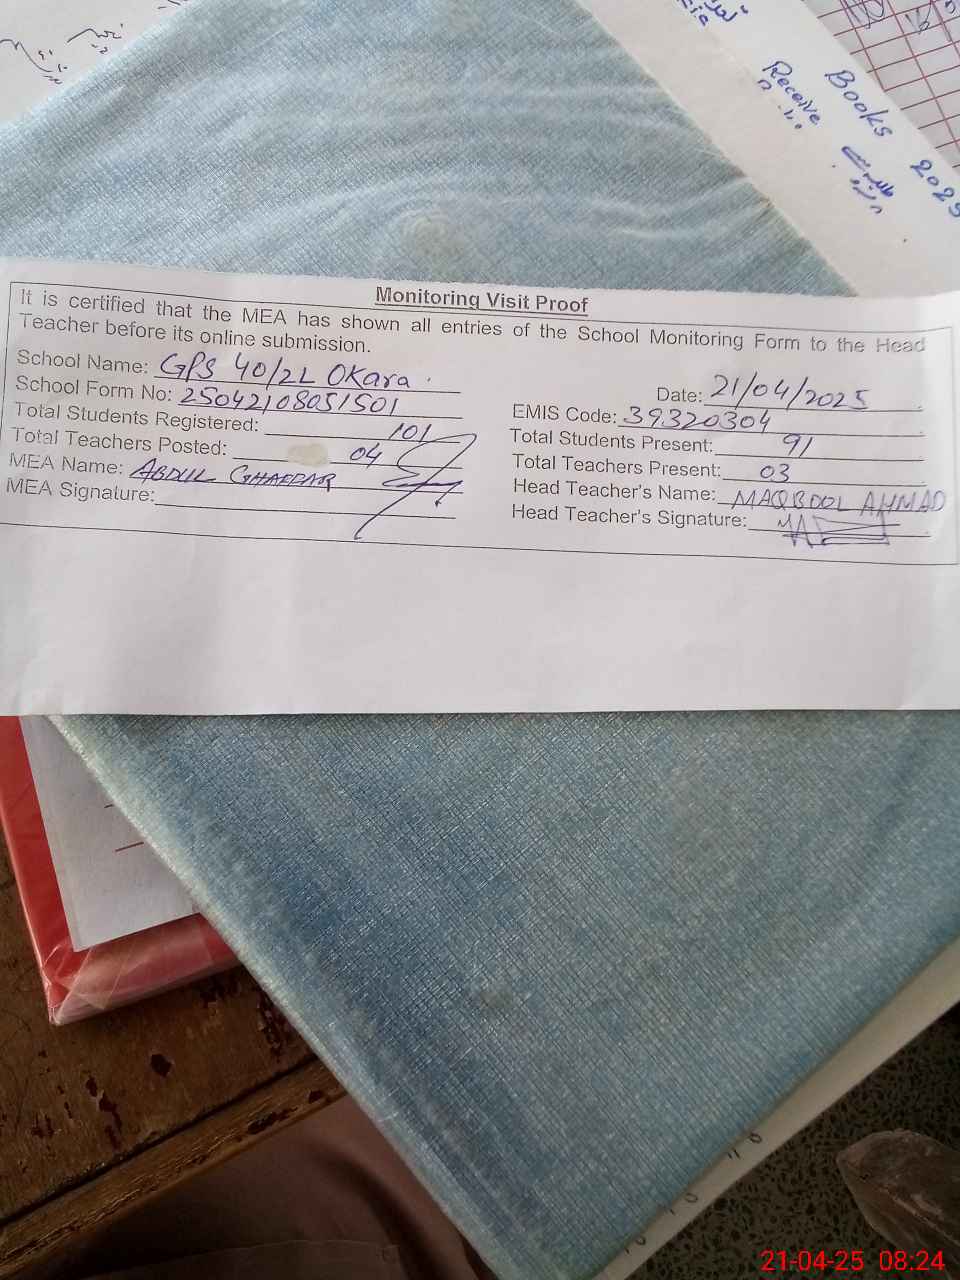 Books 2025
Receive
Monitoring Visit Proof
It is certified that the MEA has shown all entries of the School Monitoring Form to the Head
Teacher before its online submission.
School Name: GPS 40/2L Okara
Date: 21/04/2025
School Form No: 25042108051501
EMIS Code: 39320304
Total Students Registered: 101
Total Students Present: 91
Total Teachers Posted: 04
Total Teachers Present: 03
MEA Name: ABDUL GHAFFAR
Head Teacher's Name: MAQBOOL AHMAD
MEA Signature:
Head Teacher's Signature:
21-04-25 08:24